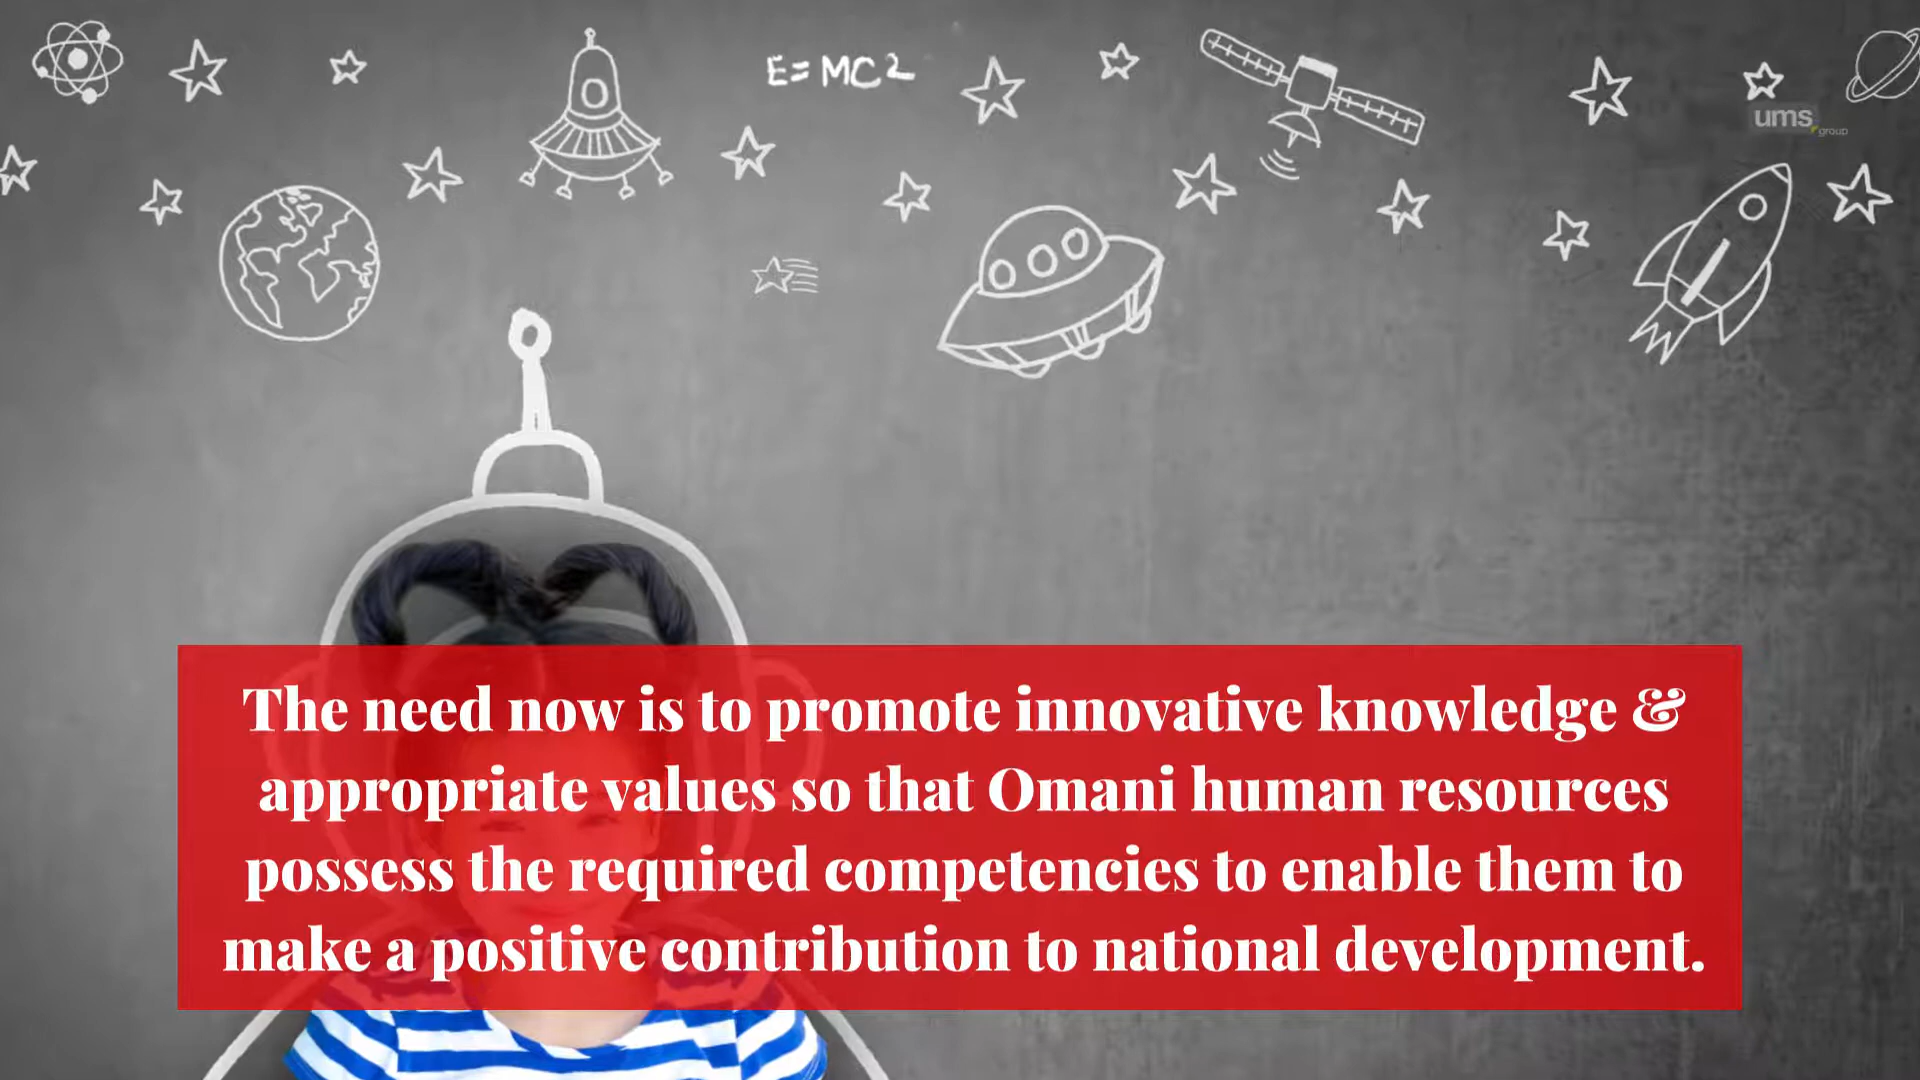 E=MC2
ums
group
The need now is to promote innovative knowledge &
appropriate values so that Omani human resources
possess the required competencies to enable them to
make a positive contribution to national development.